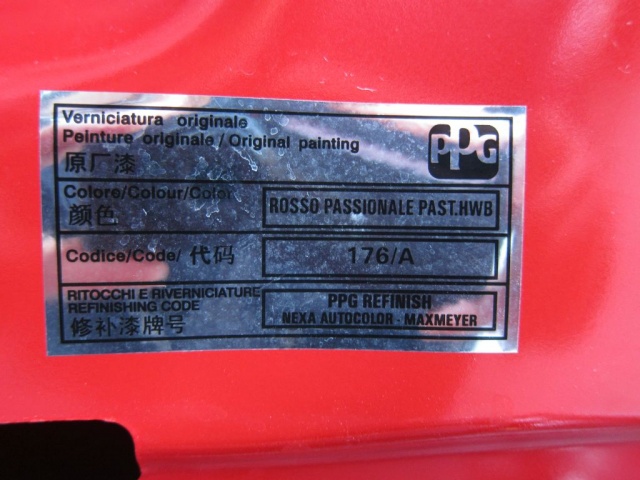 Verniciatura originale
Peinture originale / Original painting
原厂漆
PPG
Colore/Colour/Color
颜色
ROSSO PASSIONALE PAST.HWB
Codice/Code/ 代码
176/A
RITOCCHI E RIVERNICIATURE
REFINISHING CODE
修补漆牌号
PPG REFINISH
NEXA AUTOCOLOR - MAXMEYER